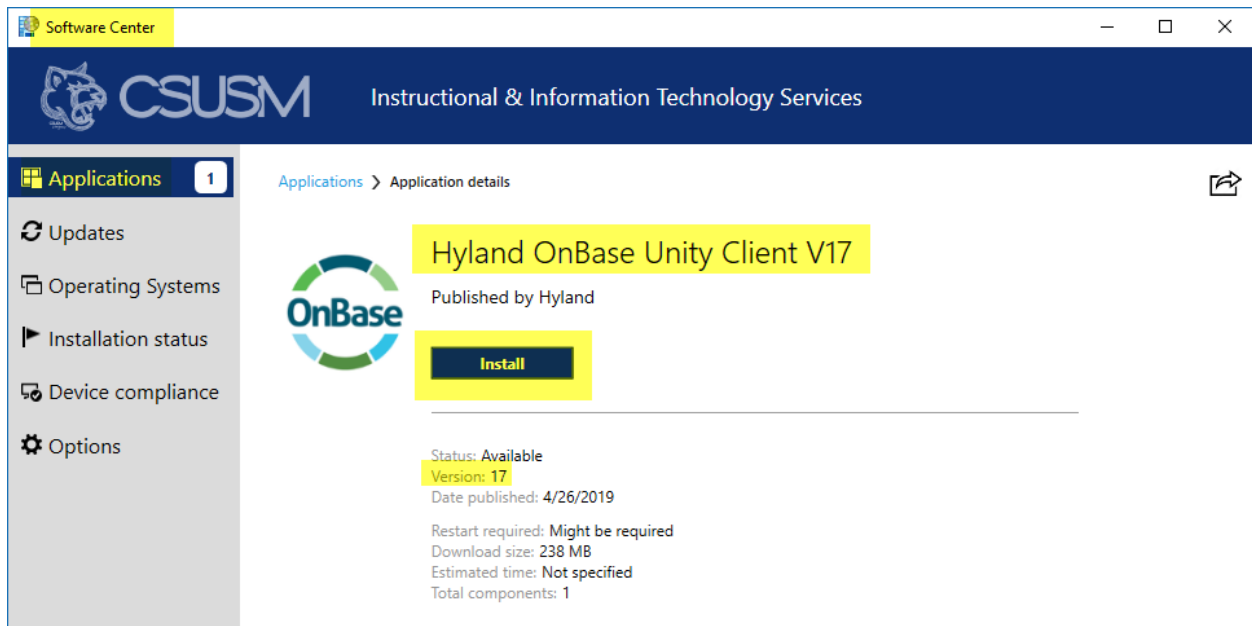 Software Center
CSUSM
Instructional & Information Technology Services
Applications 1
Updates
Operating Systems
Installation status
Device compliance
Options
Applications ❯ Application details
OnBase
Hyland OnBase Unity Client V17
Published by Hyland
Install
Status: Available
Version: 17
Date published: 4/26/2019
Restart required: Might be required
Download size: 238 MB
Estimated time: Not specified
Total components: 1